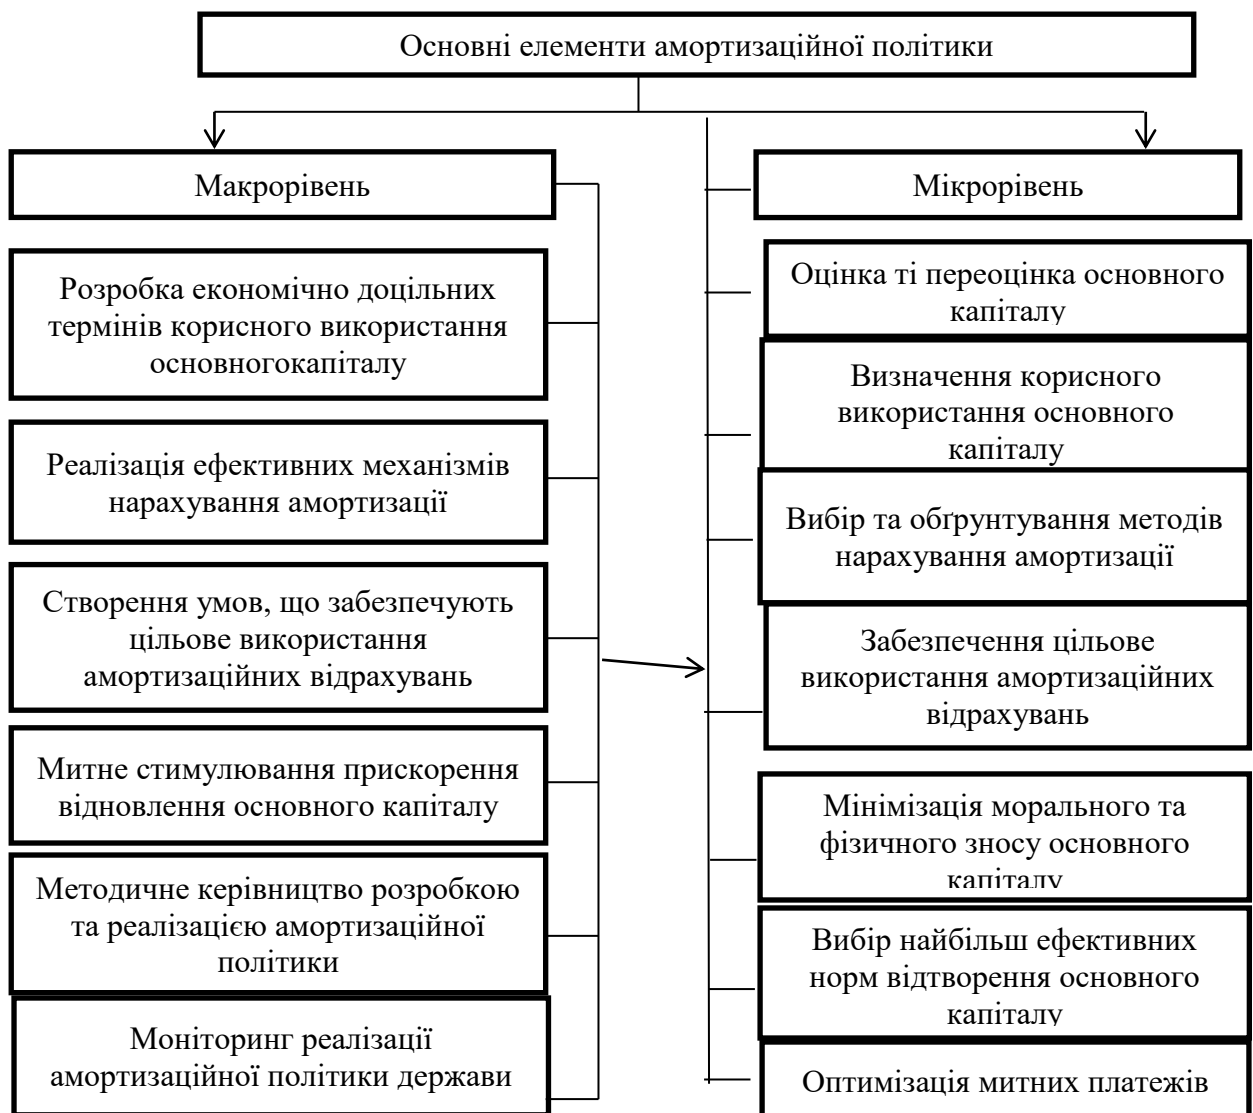 Основні елементи амортизаційної політики
Макрорівень
Розробка економічно доцільних
термінів корисного використання
основногокапіталу
Реалізація ефективних механізмів
нарахування амортизації
Створення умов, що забезпечують
цільове використання
амортизаційних відрахувань
Митне стимулювання прискорення
відновлення основного капіталу
Методичне керівництво розробкою
та реалізацією амортизаційної
політики
Моніторинг реалізації
амортизаційної політики держави
Мікрорівень
Оцінка ті переоцінка основного
капіталу
Визначення корисного
використання основного
капіталу
Вибір та обґрунтування методів
нарахування амортизації
Забезпечення цільове
використання амортизаційних
відрахувань
Мінімізація морального та
фізичного зносу основного
капіталу
Вибір найбільш ефективних
норм відтворення основного
капіталу
Оптимізація митних платежів